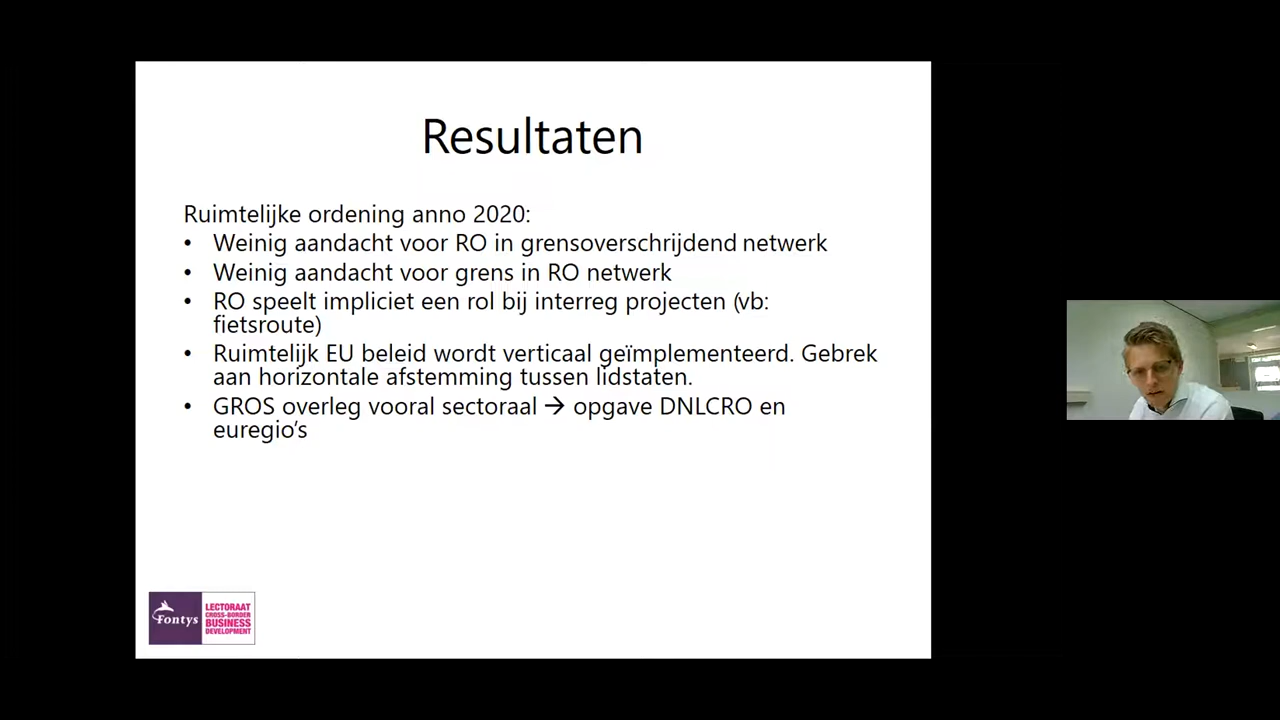 Resultaten
Ruimtelijke ordening anno 2020:
• Weinig aandacht voor RO in grensoverschrijdend netwerk
• Weinig aandacht voor grens in RO netwerk
• RO speelt impliciet een rol bij interreg projecten (vb:
fietsroute)
• Ruimtelijk EU beleid wordt verticaal geïmplementeerd. Gebrek
aan horizontale afstemming tussen lidstaten.
• GROS overleg vooral sectoraal → opgave DNLCRO en
euregio's
Fontys
LECTORAAT
CROSS-BORDER
BUSINESS
DEVELOPMENT